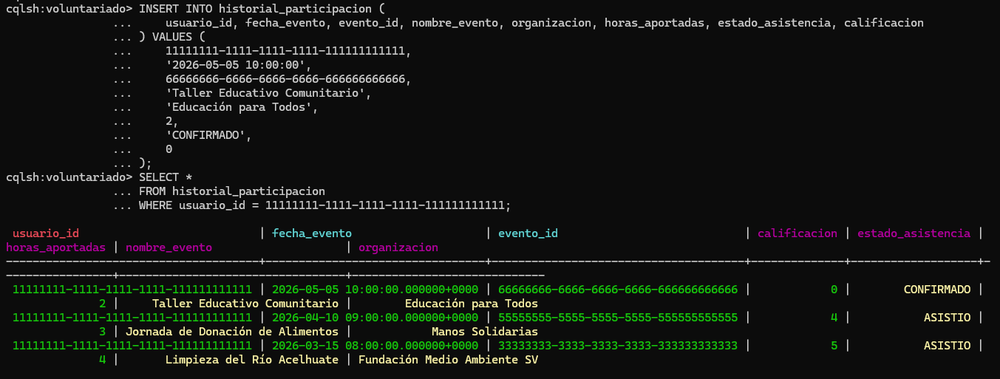 cqlsh:voluntariado> INSERT INTO historial_participacion (
                ...     usuario_id, fecha_evento, evento_id, nombre_evento, organizacion, horas_aportadas, estado_asistencia, calificacion
                ... ) VALUES (
                ...     11111111-1111-1111-1111-111111111111,
                ...     '2026-05-05 10:00:00',
                ...     66666666-6666-6666-6666-666666666666,
                ...     'Taller Educativo Comunitario',
                ...     'Educación para Todos',
                ...     2,
                ...     'CONFIRMADO',
                ...     0
                ... );
cqlsh:voluntariado> SELECT *
                ... FROM historial_participacion
                ... WHERE usuario_id = 11111111-1111-1111-1111-111111111111;

 usuario_id                           | fecha_evento                    | evento_id                            | calificacion | estado_asistencia |
horas_aportadas | nombre_evento                    | organizacion
--------------------------------------+---------------------------------+--------------------------------------+--------------+-------------------+-
----------------+----------------------------------+-----------------------------
 11111111-1111-1111-1111-111111111111 | 2026-05-05 10:00:00.000000+0000 | 66666666-6666-6666-6666-666666666666 |            0 |        CONFIRMADO |
              2 |     Taller Educativo Comunitario |        Educación para Todos
 11111111-1111-1111-1111-111111111111 | 2026-04-10 09:00:00.000000+0000 | 55555555-5555-5555-5555-555555555555 |            4 |           ASISTIO |
              3 | Jornada de Donación de Alimentos |            Manos Solidarias
 11111111-1111-1111-1111-111111111111 | 2026-03-15 08:00:00.000000+0000 | 33333333-3333-3333-3333-333333333333 |            5 |           ASISTIO |
              4 |       Limpieza del Río Acelhuate | Fundación Medio Ambiente SV